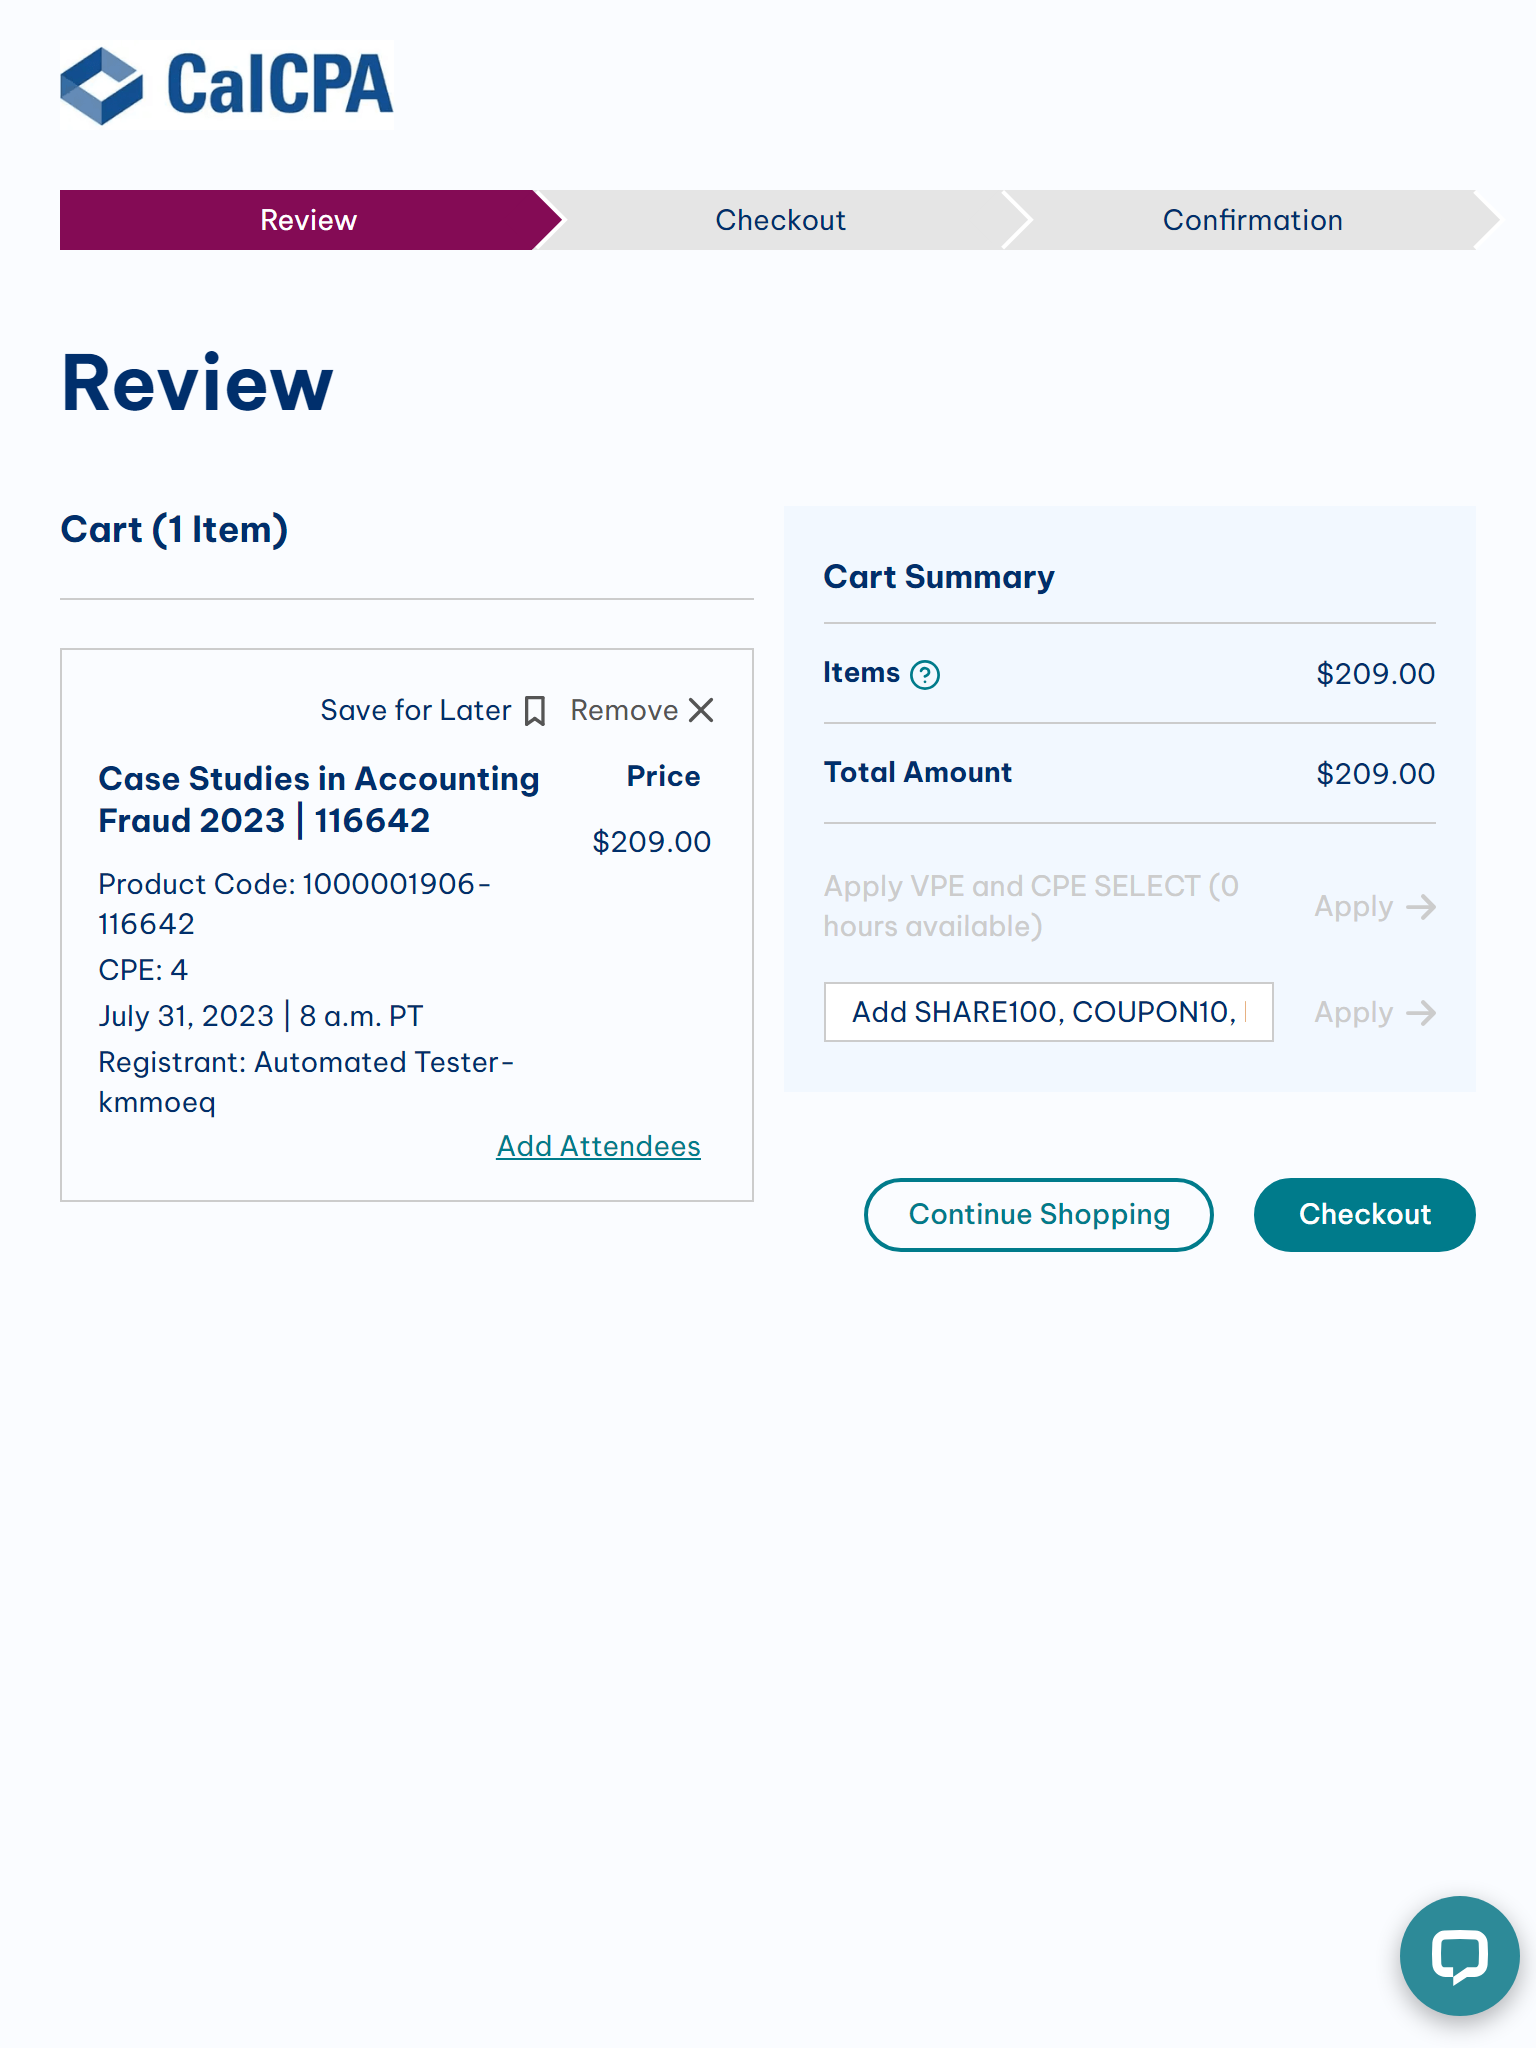 CalCPA
Review
Checkout
Confirmation
Review
Cart (1 Item)
Save for Later
Remove
Case Studies in Accounting
Fraud 2023 | 116642
Price
$209.00
Product Code: 1000001906-
116642
CPE: 4
July 31, 2023 | 8 a.m. PT
Registrant: Automated Tester-
kmmoeq
Add Attendees
Cart Summary
Items ?
$209.00
Total Amount
$209.00
Apply VPE and CPE SELECT (0
hours available)
Apply
Add SHARE100, COUPON10,
Apply
Continue Shopping
Checkout